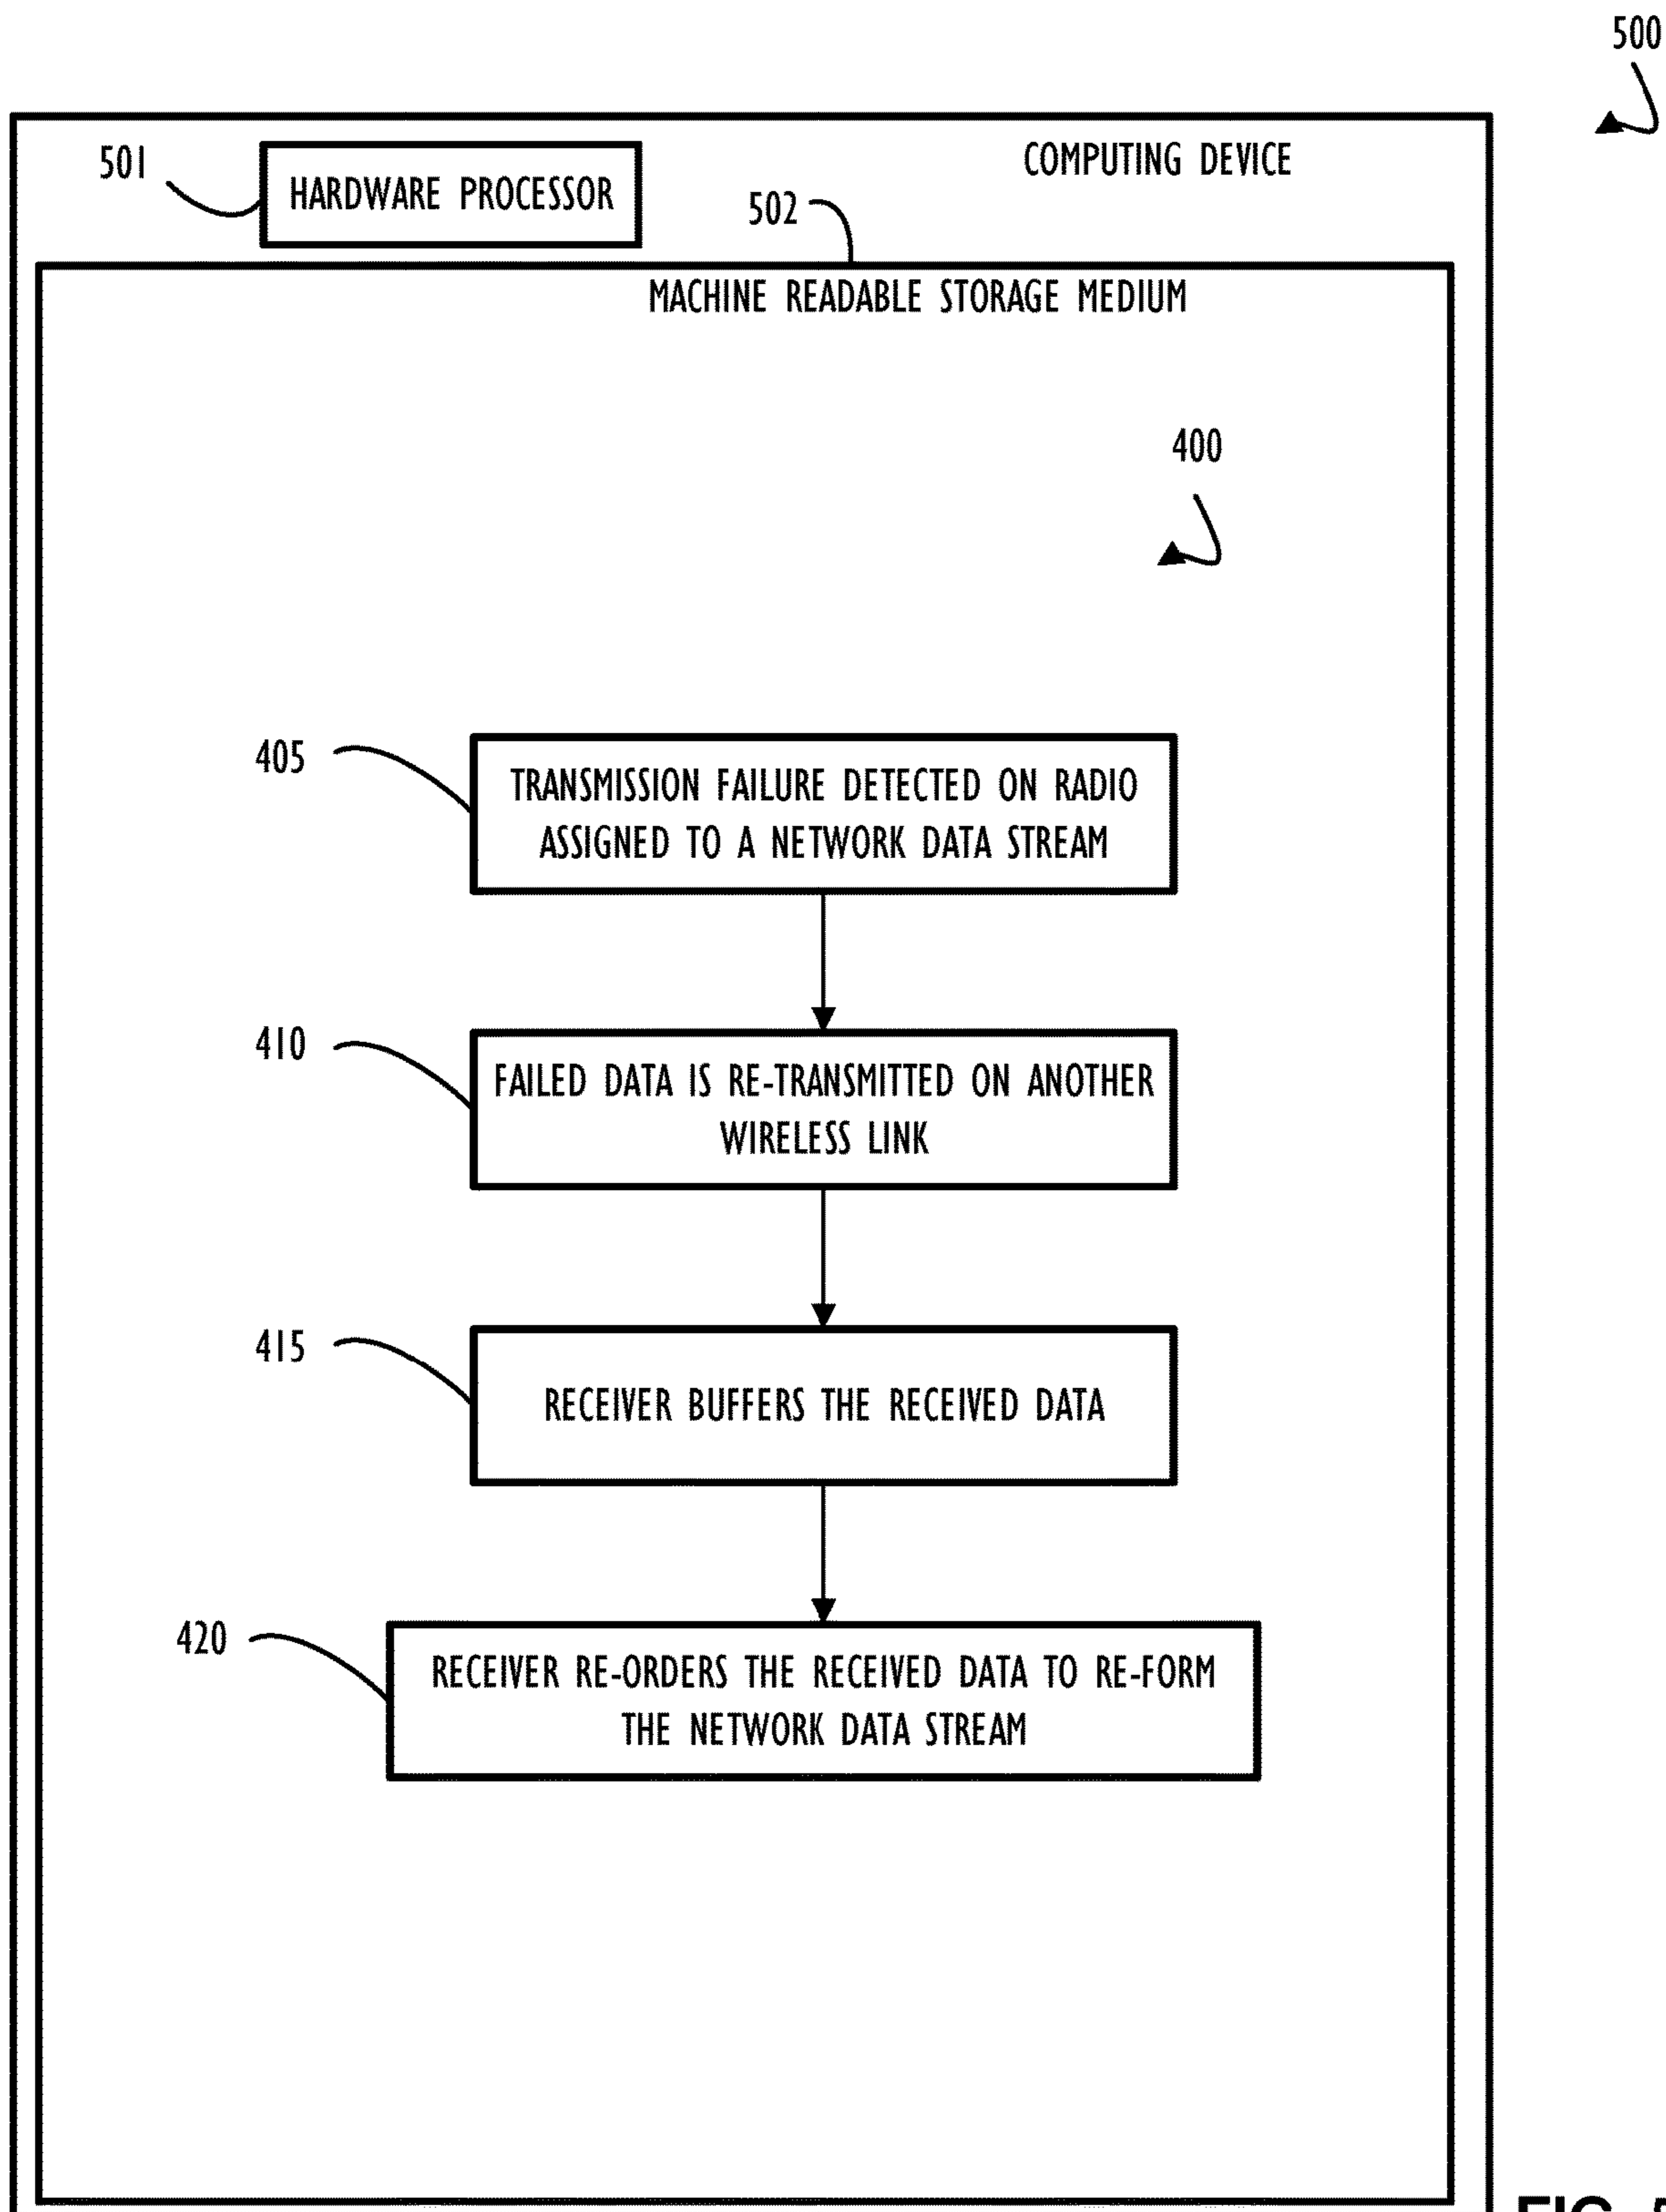 500
COMPUTING DEVICE
501
HARDWARE PROCESSOR
502
MACHINE READABLE STORAGE MEDIUM
400
405
TRANSMISSION FAILURE DETECTED ON RADIO
ASSIGNED TO A NETWORK DATA STREAM
410
FAILED DATA IS RE-TRANSMITTED ON ANOTHER
WIRELESS LINK
415
RECEIVER BUFFERS THE RECEIVED DATA
420
RECEIVER RE-ORDERS THE RECEIVED DATA TO RE-FORM
THE NETWORK DATA STREAM